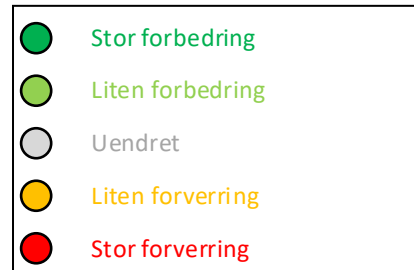 Stor forbedring
Liten forbedring
Uendret
Liten forverring
Stor forverring